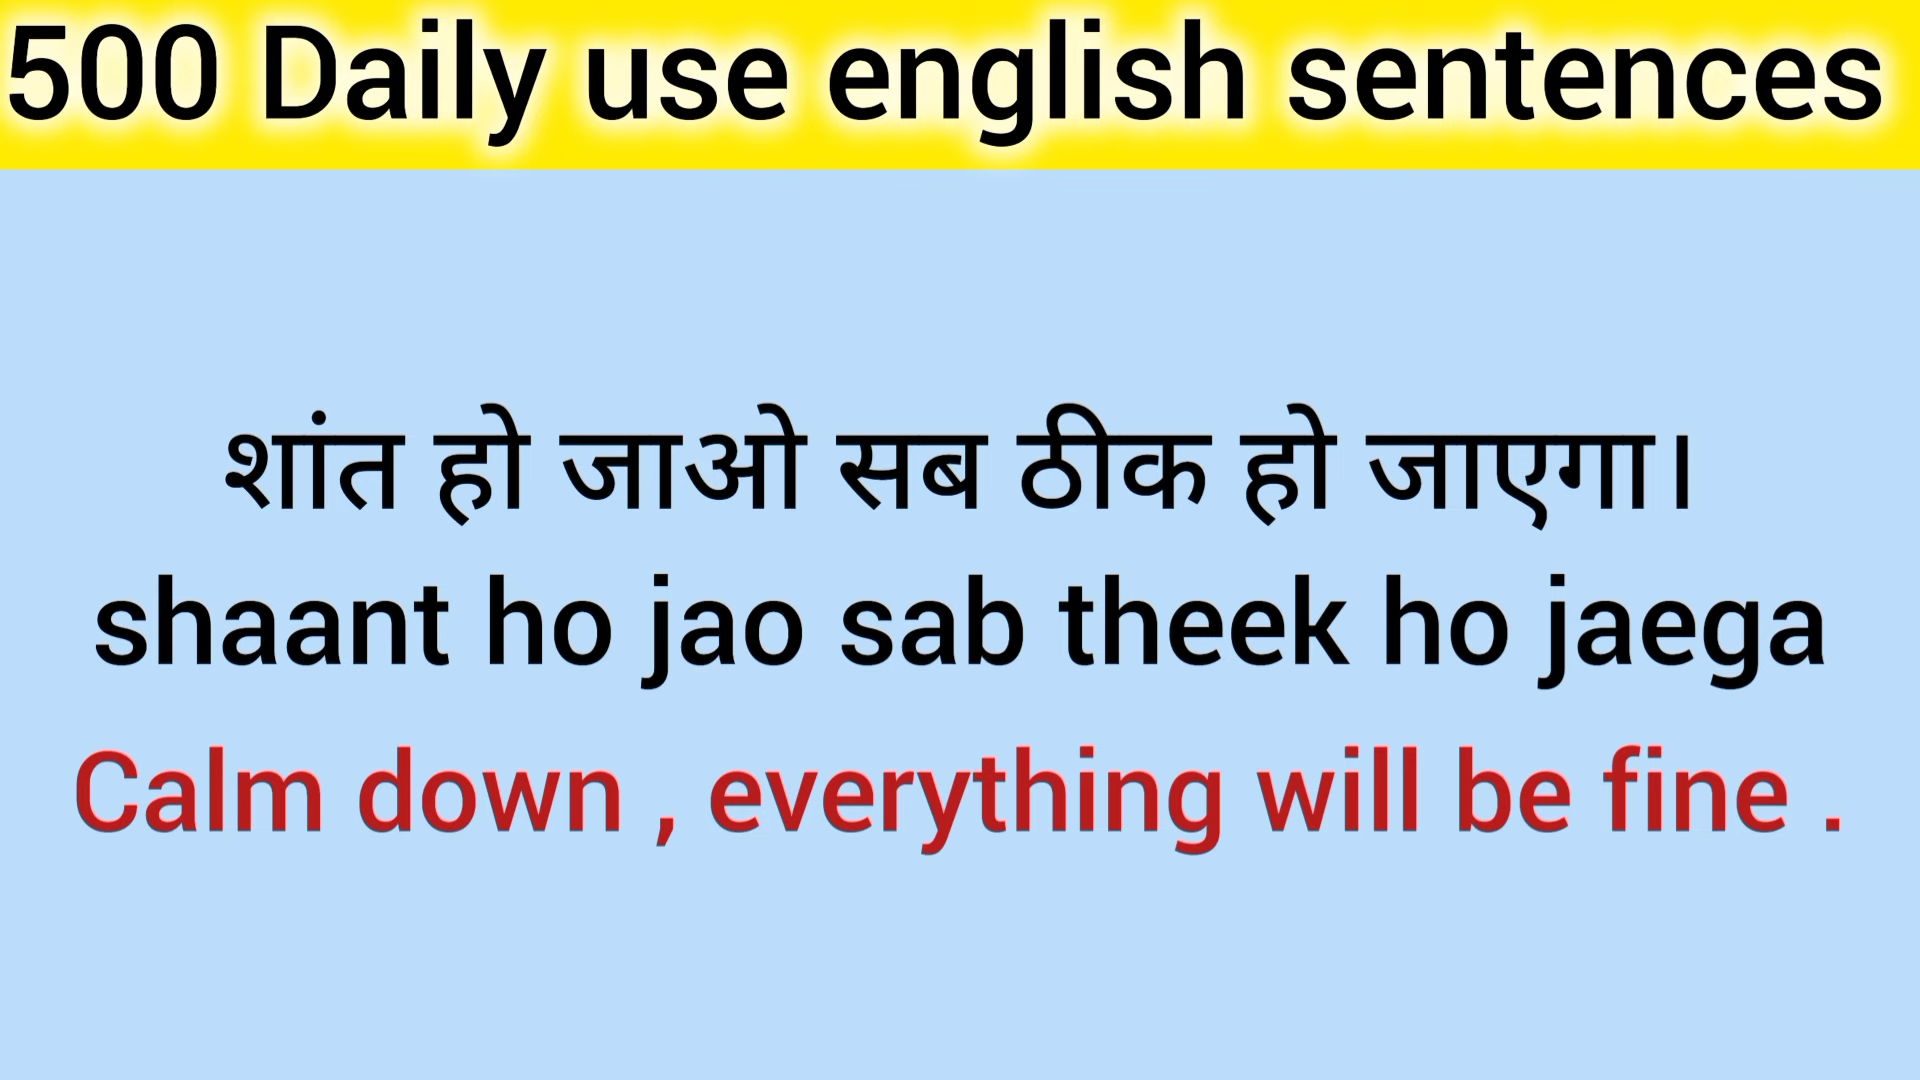 500 Daily use english sentences
शांत हो जाओ सब ठीक हो जाएगा।
shaant ho jao sab theek ho jaega
Calm down , everything will be fine .